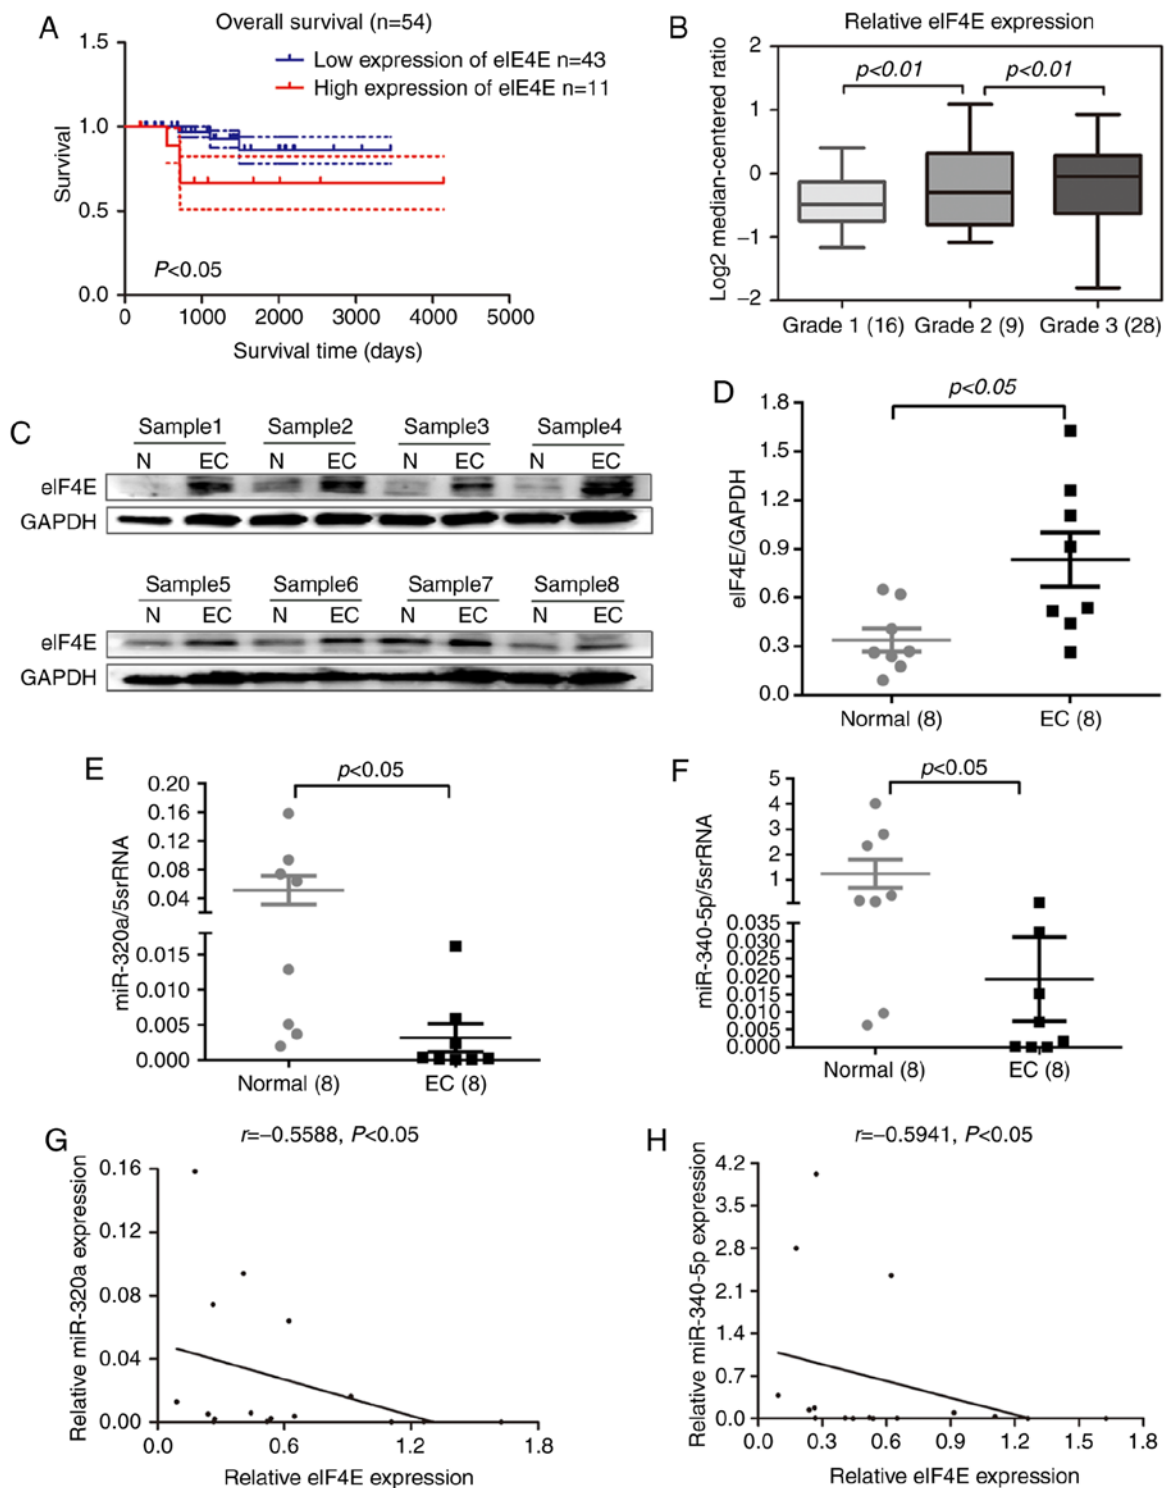 A
Overall survival (n=54)
Low expression of eIE4E n=43
High expression of eIE4E n=11
1.5
1.0
0.5
0.0
Survival
P<0.05
0 1000 2000 3000 4000 5000
Survival time (days)
B
Relative eIF4E expression
p<0.01 p<0.01
2
1
0
−1
−2
Log2 median-centered ratio
Grade 1 (16) Grade 2 (9) Grade 3 (28)
C
Sample1 Sample2 Sample3 Sample4
N EC N EC N EC N EC
eIF4E
GAPDH
Sample5 Sample6 Sample7 Sample8
N EC N EC N EC N EC
eIF4E
GAPDH
D
p<0.05
1.8
1.5
1.2
0.9
0.6
0.3
0.0
eIF4E/GAPDH
Normal (8) EC (8)
E
p<0.05
0.20
0.16
0.12
0.08
0.04
0.015
0.010
0.005
0.000
miR-320a/5srRNA
Normal (8) EC (8)
F
p<0.05
5
4
3
2
1
0.035
0.030
0.025
0.020
0.015
0.010
0.005
0.000
miR-340-5p/5srRNA
Normal (8) EC (8)
G
r=−0.5588, P<0.05
0.16
0.12
0.08
0.04
0.00
Relative miR-320a expression
0.0 0.6 1.2 1.8
Relative eIF4E expression
H
r=−0.5941, P<0.05
4.2
3.5
2.8
2.1
1.4
0.7
0.0
Relative miR-340-5p expression
0.0 0.3 0.6 0.9 1.2 1.5 1.8
Relative eIF4E expression